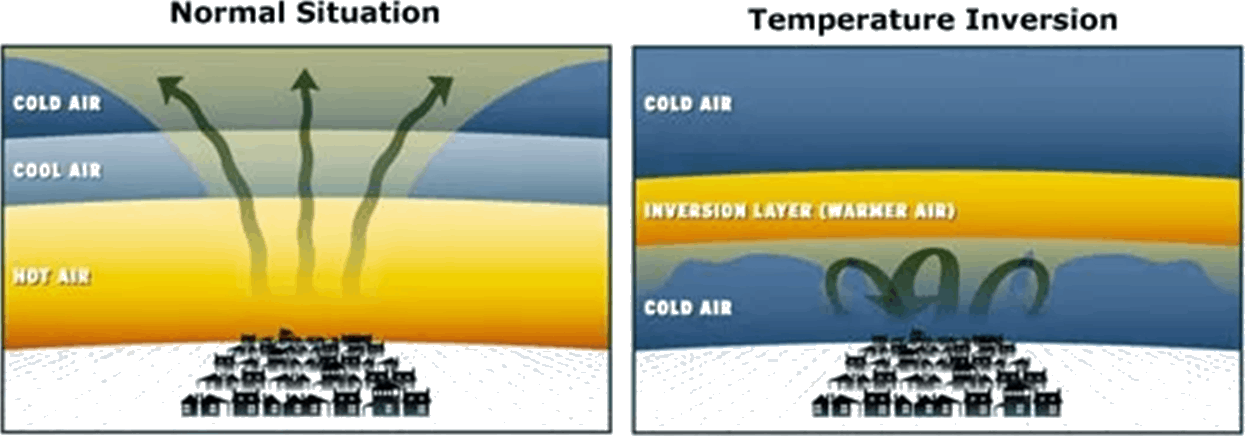 Normal Situation
COLD AIR
COOL AIR
HOT AIR
Temperature Inversion
COLD AIR
INVERSION LAYER (WARMER AIR)
COLD AIR